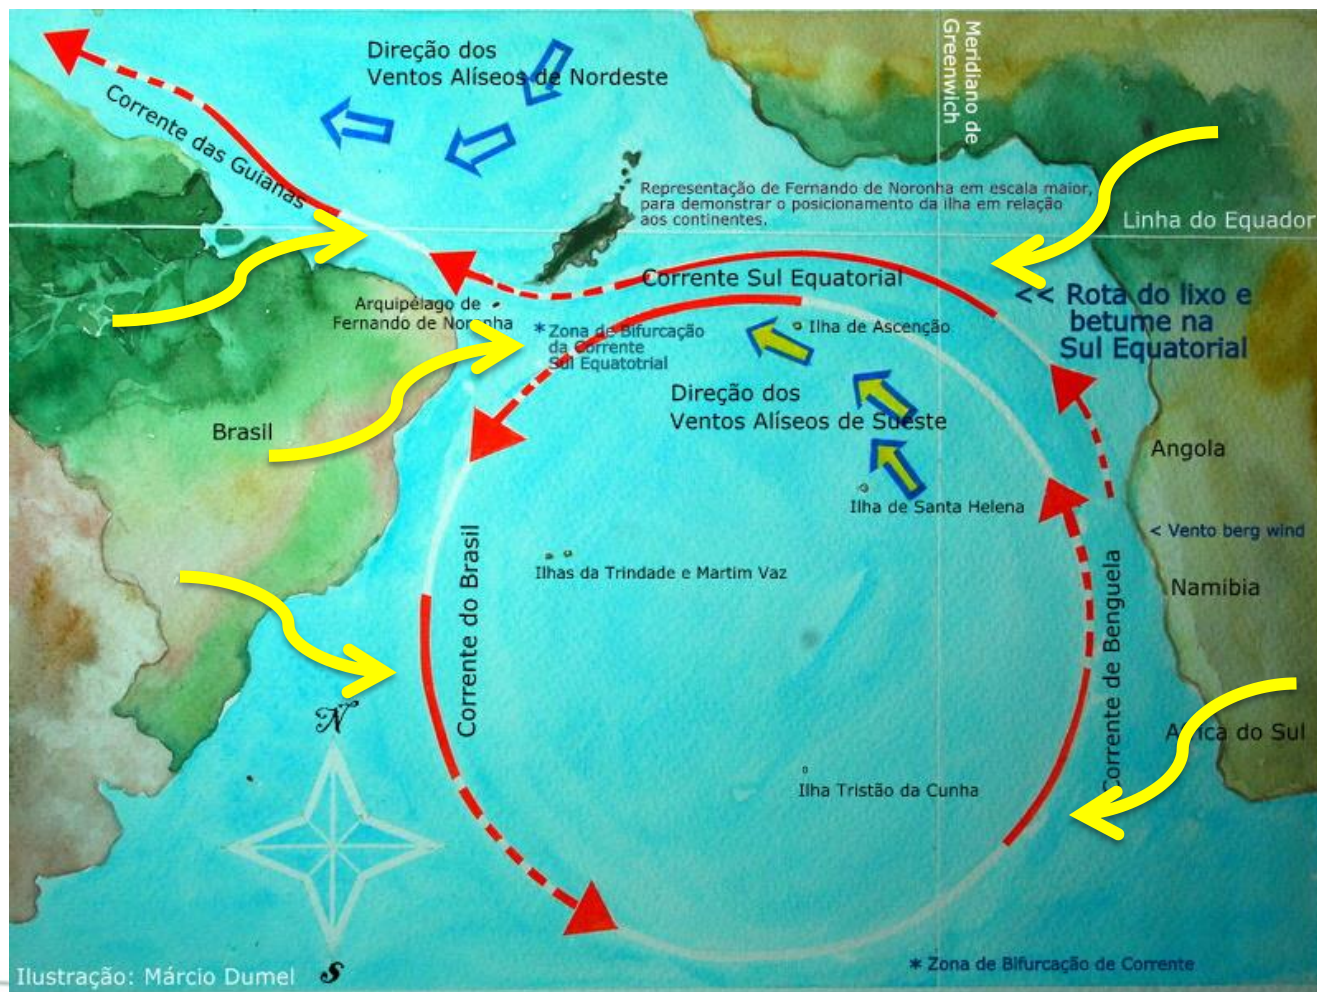 Direção dos
Ventos Alíseos de Nordeste
Meridiano de
Greenwich
Corrente das Guianas
Representação de Fernando de Noronha em escala maior,
para demonstrar o posicionamento da ilha em relação
aos continentes.
Linha do Equador
Corrente Sul Equatorial
<< Rota do lixo e
betume na
Sul Equatorial
Arquipélago de
Fernando de Noronha
* Zona de Bifurcação
da Corrente
Sul Equatotrial
Ilha de Ascenção
Direção dos
Ventos Alíseos de Sueste
Brasil
Angola
Ilha de Santa Helena
< Vento berg wind
Corrente do Brasil
Ilhas da Trindade e Martim Vaz
Namibia
Corrente de Benguela
N
África do Sul
Ilha Tristão da Cunha
S
Ilustração: Márcio Dumel
* Zona de Bifurcação de Corrente